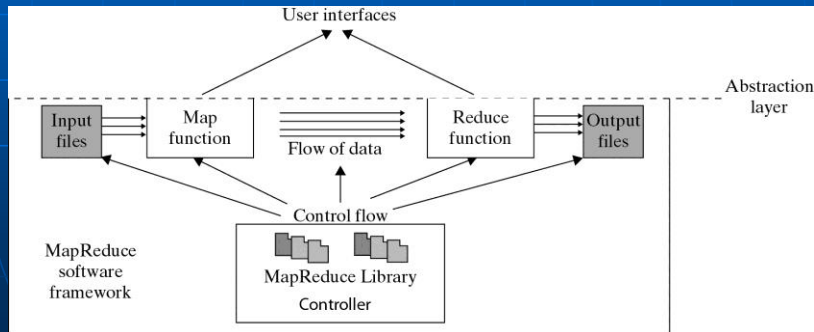 User interfaces
Abstraction
layer
Input
files
Map
function
Flow of data
Reduce
function
Output
files
Control flow
MapReduce
software
framework
MapReduce Library
Controller